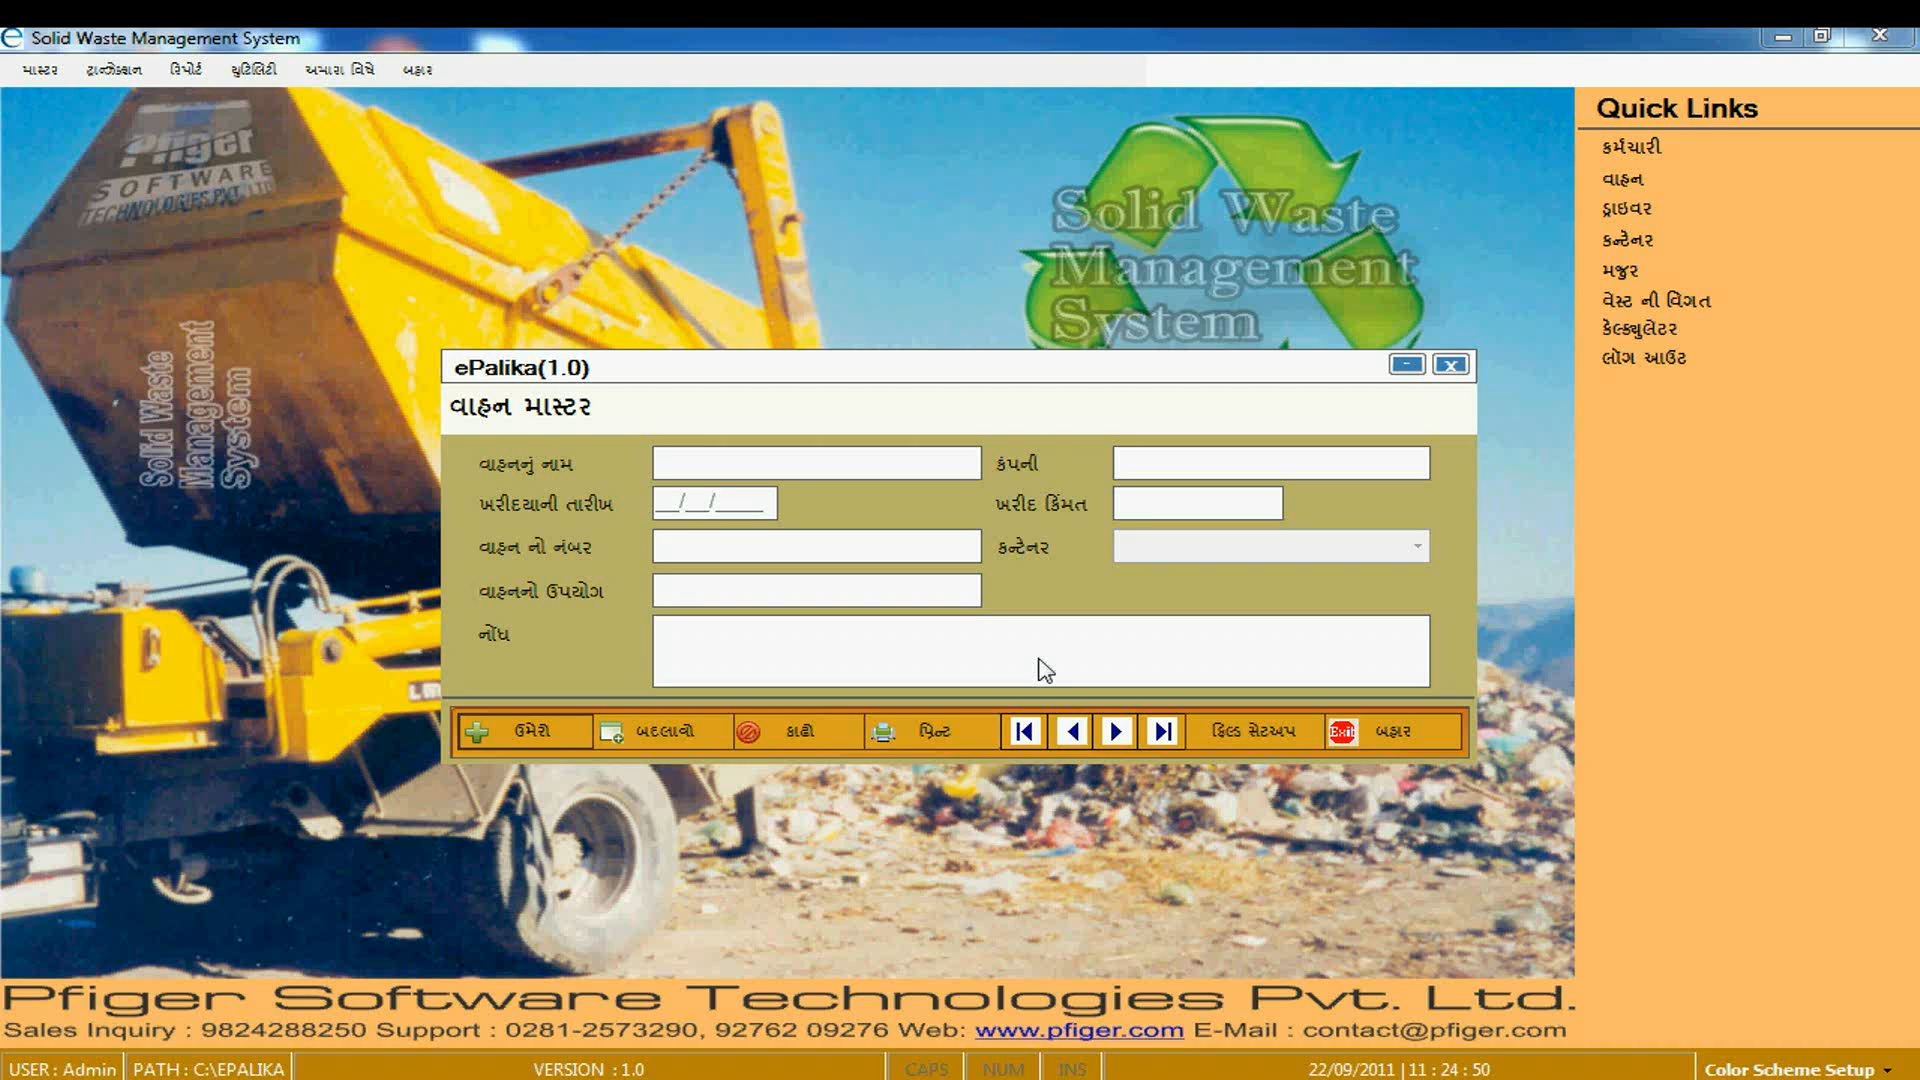 Solid Waste Management System
માસ્ટર ટ્રાન્ઝેક્શન રિપોર્ટ યુટિલિટી અમારા વિષે બહાર
Pfiger
SOFTWARE
TECHNOLOGIES PVT. LTD
Solid Waste
Management
System
Solid Waste
Management
System
Quick Links
કર્મચારી
વાહન
ડ્રાઇવર
કન્ટેનર
મજુર
વેસ્ટ ની વિગત
કેલ્ક્યુલેટર
લૉગ આઉટ
ePalika(1.0)
વાહન માસ્ટર
વાહનનું નામ કંપની
ખરીદયાની તારીખ __/__/____ ખરીદ કિંમત
વાહન નો નંબર કન્ટેનર
વાહનનો ઉપયોગ
નોંધ
ઉમેરો બદલાવો કાઢી પ્રિન્ટ ફિલ્ડ સેટઅપ Exit બહાર
Pfiger Software Technologies Pvt. Ltd.
Sales Inquiry : 9824288250 Support : 0281-2573290, 92762 09276 Web: www.pfiger.com E-Mail : contact@pfiger.com
USER : Admin PATH : C:\EPALIKA VERSION : 1.0 CAPS NUM INS 22/09/2011 | 11 : 24 : 50 Color Scheme Setup